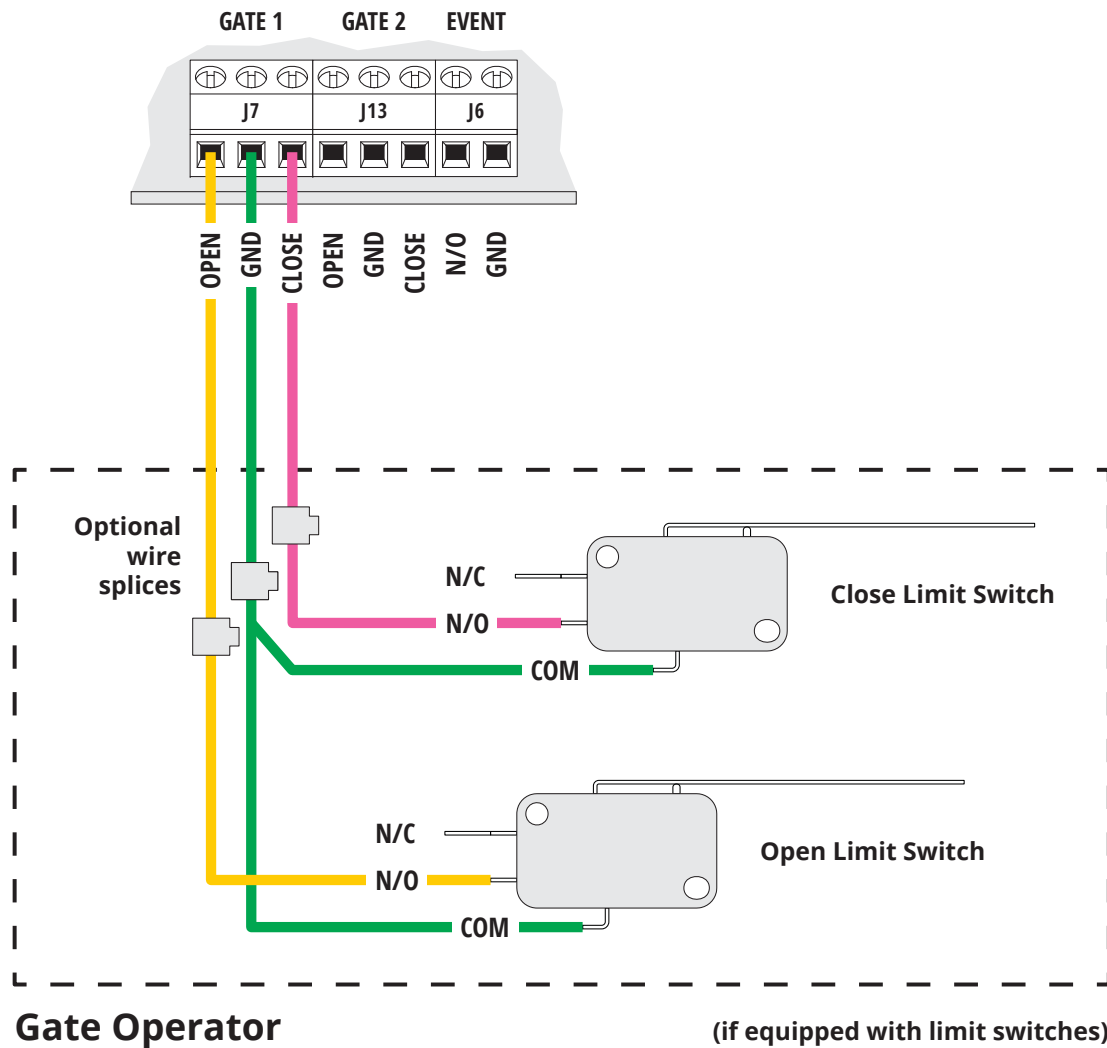 GATE 1 GATE 2 EVENT
J7 J13 J6
OPEN GND CLOSE OPEN GND CLOSE N/O GND
Optional
wire
splices
N/C
N/O
COM
Close Limit Switch
N/C
N/O
COM
Open Limit Switch
Gate Operator
(if equipped with limit switches)